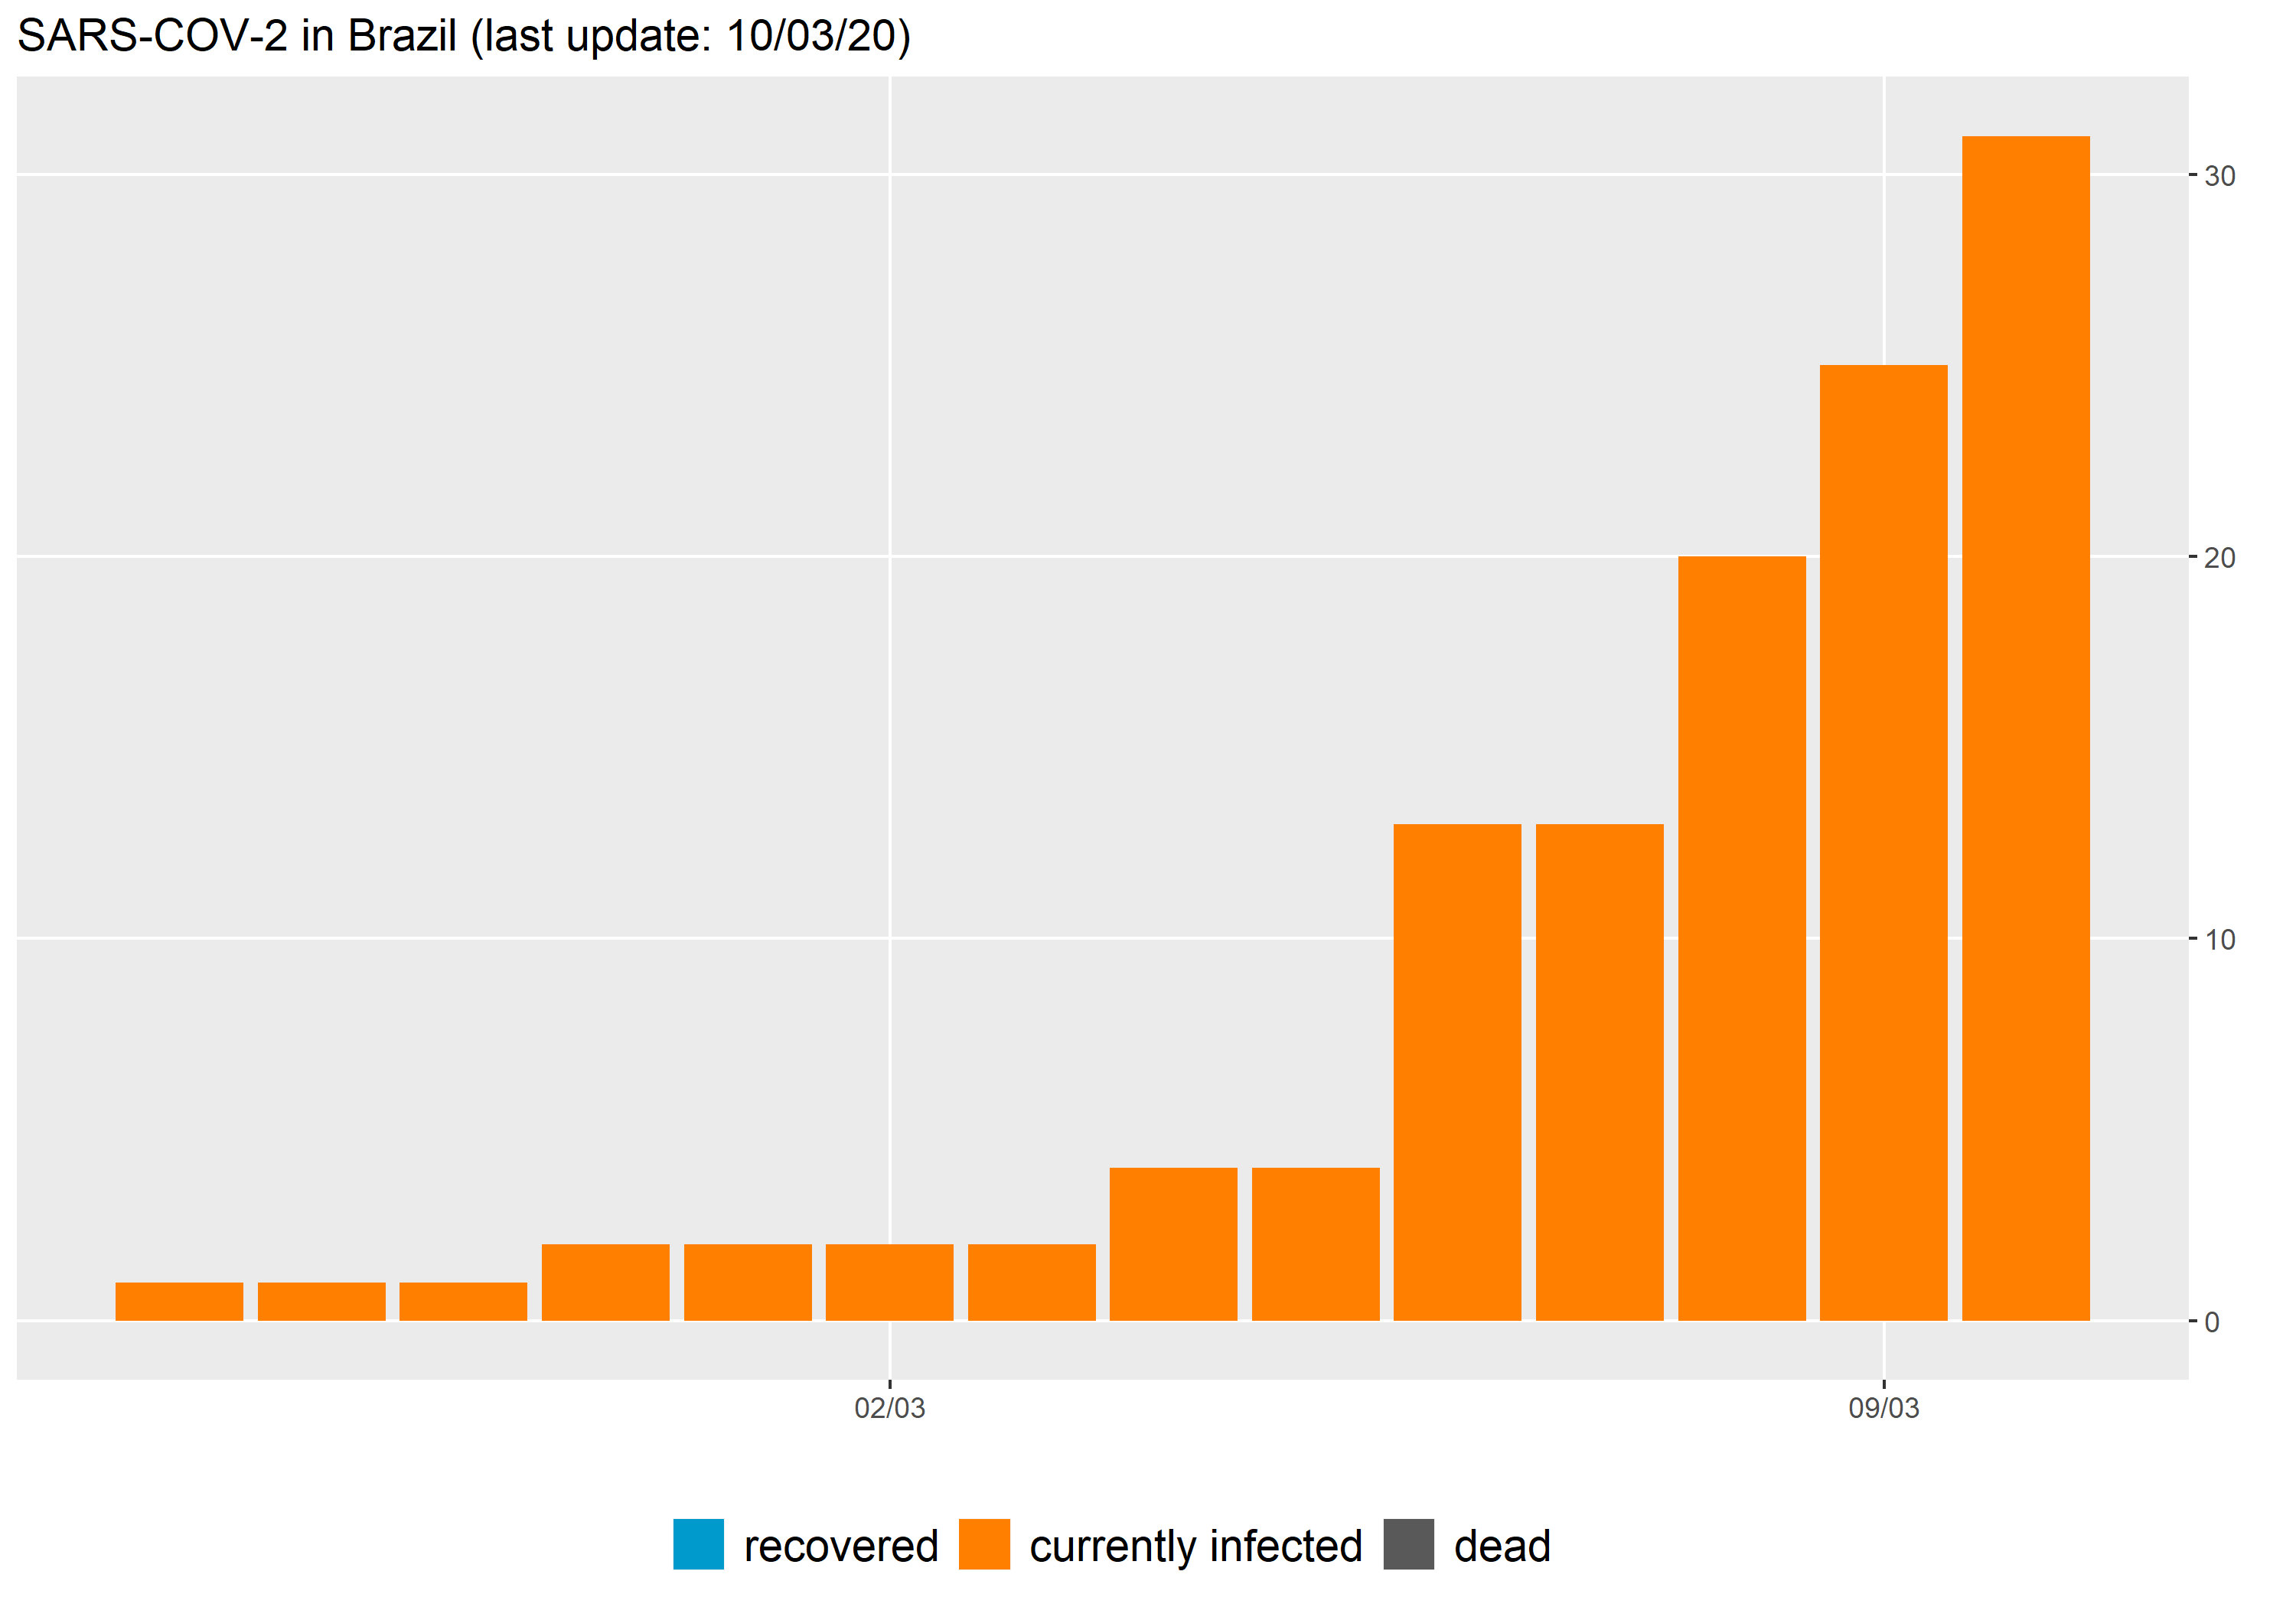 SARS-COV-2 in Brazil (last update: 10/03/20)
30
20
10
0
02/03 09/03
recovered currently infected dead